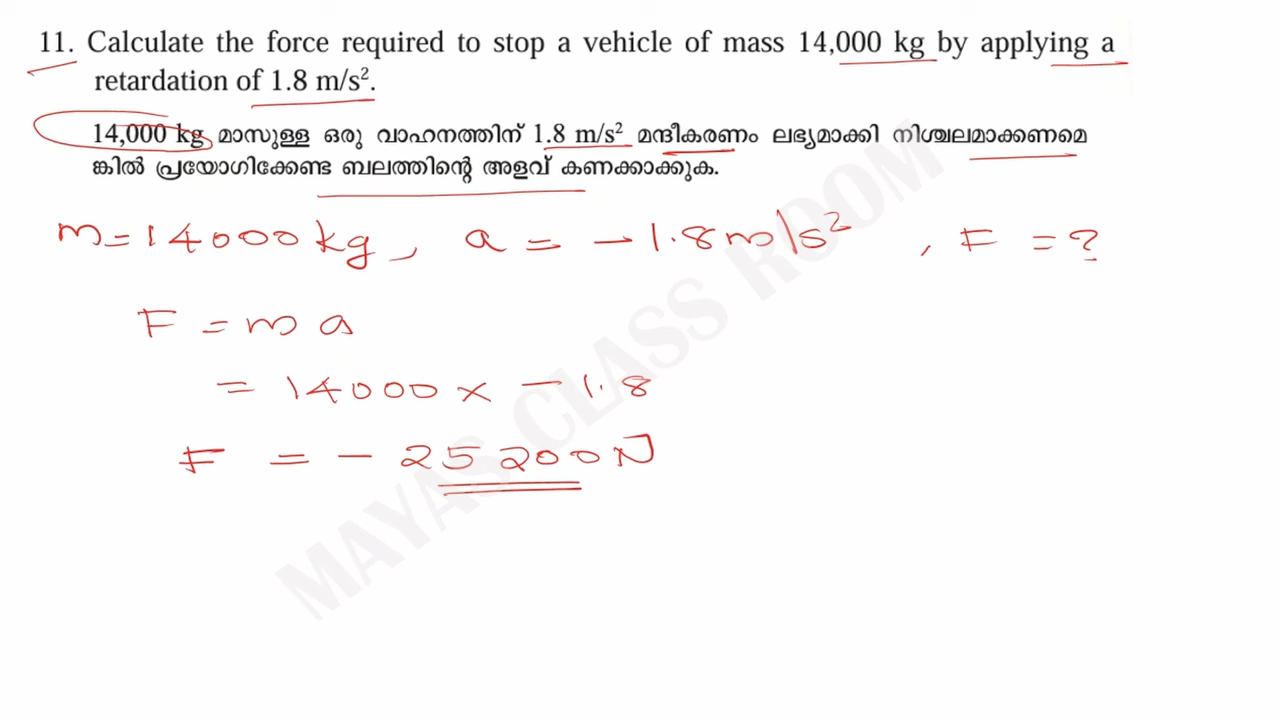 11. Calculate the force required to stop a vehicle of mass 14,000 kg by applying a
retardation of 1.8 m/s².
14,000 kg മാസുള്ള ഒരു വാഹനത്തിന് 1.8 m/s² മന്ദീകരണം ലഭ്യമാക്കി നിശ്ചലമാക്കണമെ
ങ്കിൽ പ്രയോഗിക്കേണ്ട ബലത്തിന്റെ അളവ് കണക്കാക്കുക.
m = 14000 kg, a = -1.8 m/s², F = ?
F = m a
= 14000 x - 1.8
F = - 25200 N
MAYAS CLASS ROOM